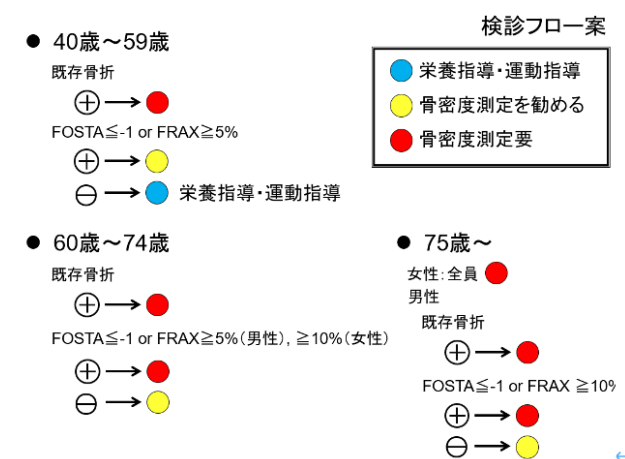 検診フロー案
栄養指導・運動指導
骨密度測定を勧める
骨密度測定要
● 40歳～59歳
既存骨折
⊕→
FOSTA≦-1 or FRAX≧5%
⊕→
⊖→ 栄養指導・運動指導
● 60歳～74歳
既存骨折
⊕→
FOSTA≦-1 or FRAX≧5%(男性), ≧10%(女性)
⊕→
⊖→
● 75歳～
女性:全員
男性
既存骨折
⊕→
FOSTA≦-1 or FRAX ≧10%
⊕→
⊖→